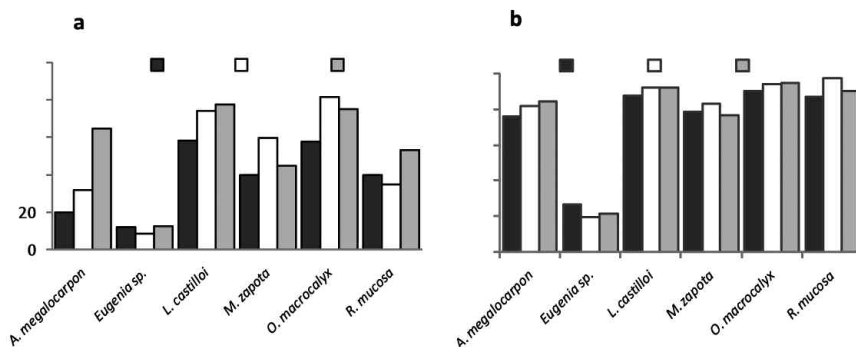 a
b
20
0
A. megalocarpon
Eugenia sp.
L. castilloi
M. zapota
O. macrocalyx
R. mucosa
A. megalocarpon
Eugenia sp.
L. castilloi
M. zapota
O. macrocalyx
R. mucosa